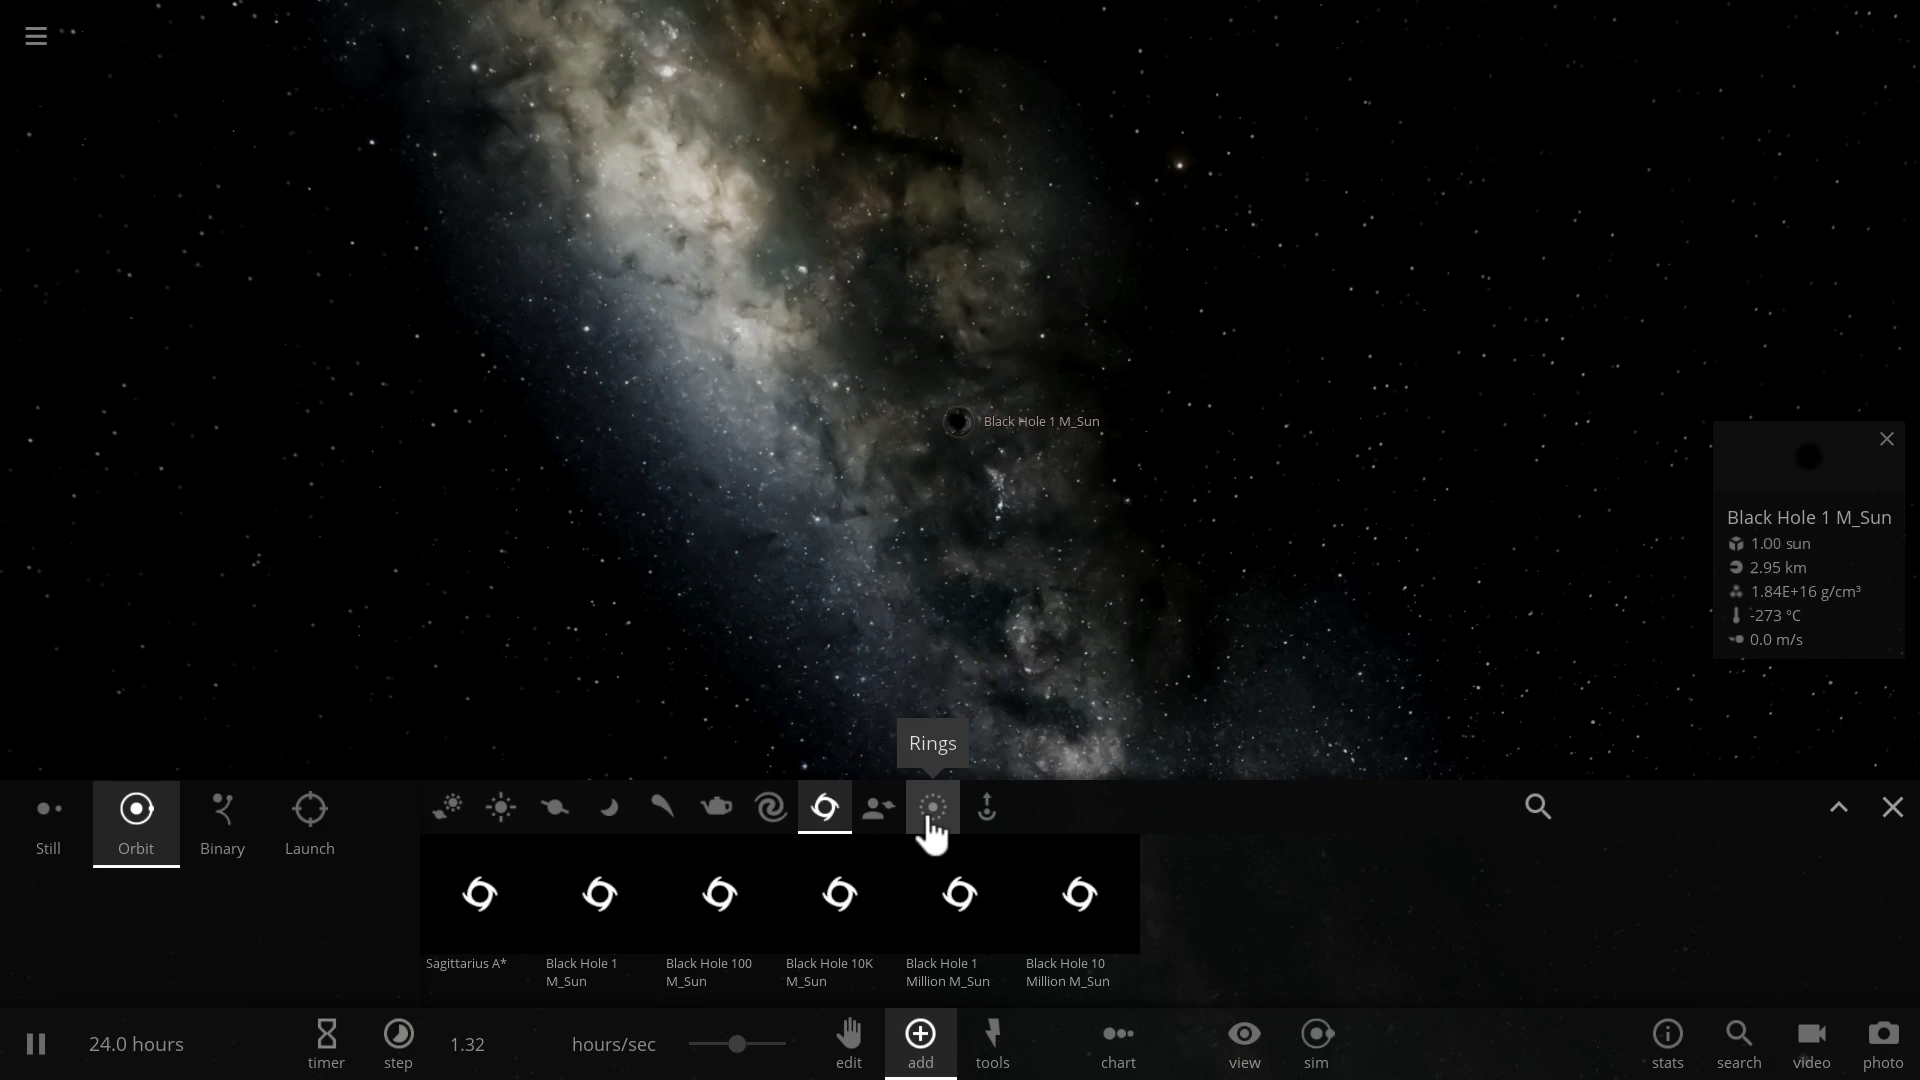 Black Hole 1 M_Sun
Black Hole 1 M_Sun
1.00 sun
2.95 km
1.84E+16 g/cm³
-273 °C
0.0 m/s
Rings
Still
Orbit
Binary
Launch
Sagittarius A*
Black Hole 1
M_Sun
Black Hole 100
M_Sun
Black Hole 10K
M_Sun
Black Hole 1
Million M_Sun
Black Hole 10
Million M_Sun
24.0 hours
timer
step
1.32
hours/sec
edit
add
tools
chart
view
sim
stats
search
video
photo